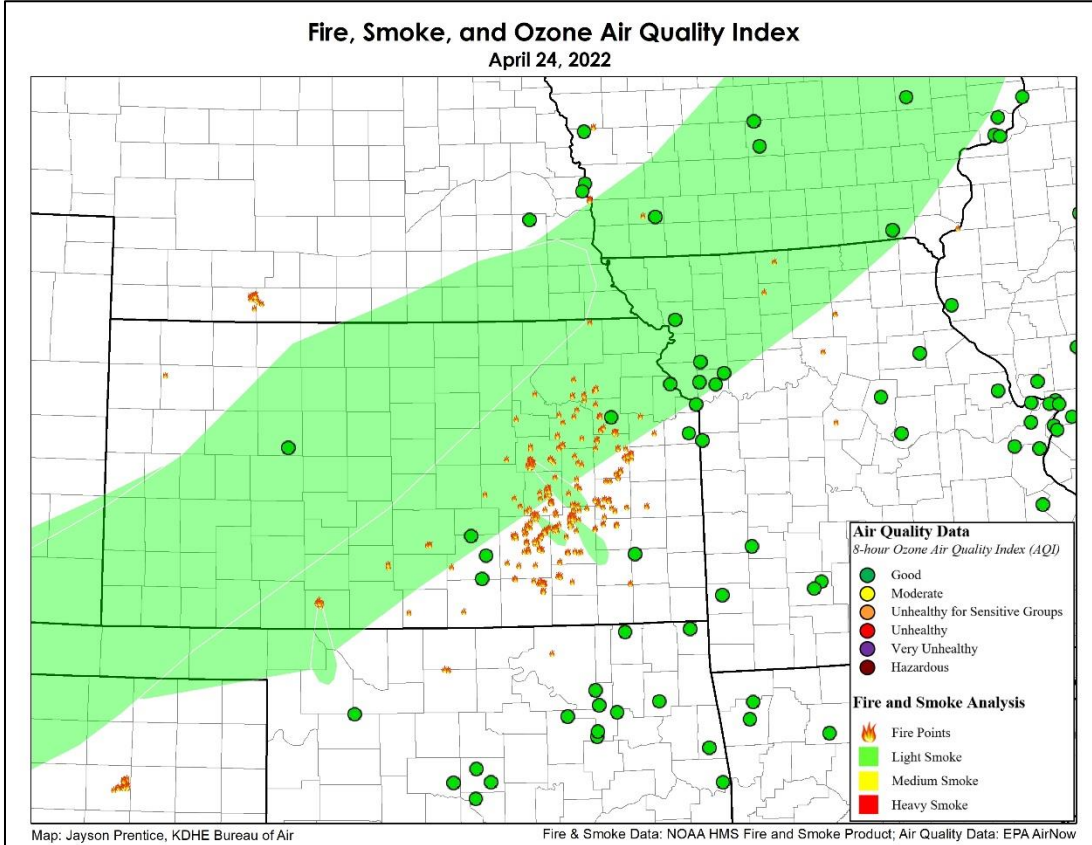 Fire, Smoke, and Ozone Air Quality Index
April 24, 2022
Air Quality Data
8-hour Ozone Air Quality Index (AQI)
Good
Moderate
Unhealthy for Sensitive Groups
Unhealthy
Very Unhealthy
Hazardous
Fire and Smoke Analysis
Fire Points
Light Smoke
Medium Smoke
Heavy Smoke
Map: Jayson Prentice, KDHE Bureau of Air
Fire & Smoke Data: NOAA HMS Fire and Smoke Product; Air Quality Data: EPA AirNow